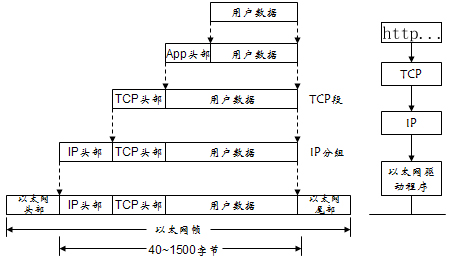 用户数据
http...
App头部 用户数据
TCP
TCP头部 用户数据 TCP段
IP
IP头部 TCP头部 用户数据 IP分组
以太网驱动程序
以太网头部 IP头部 TCP头部 用户数据 以太网尾部
以太网帧
40~1500字节